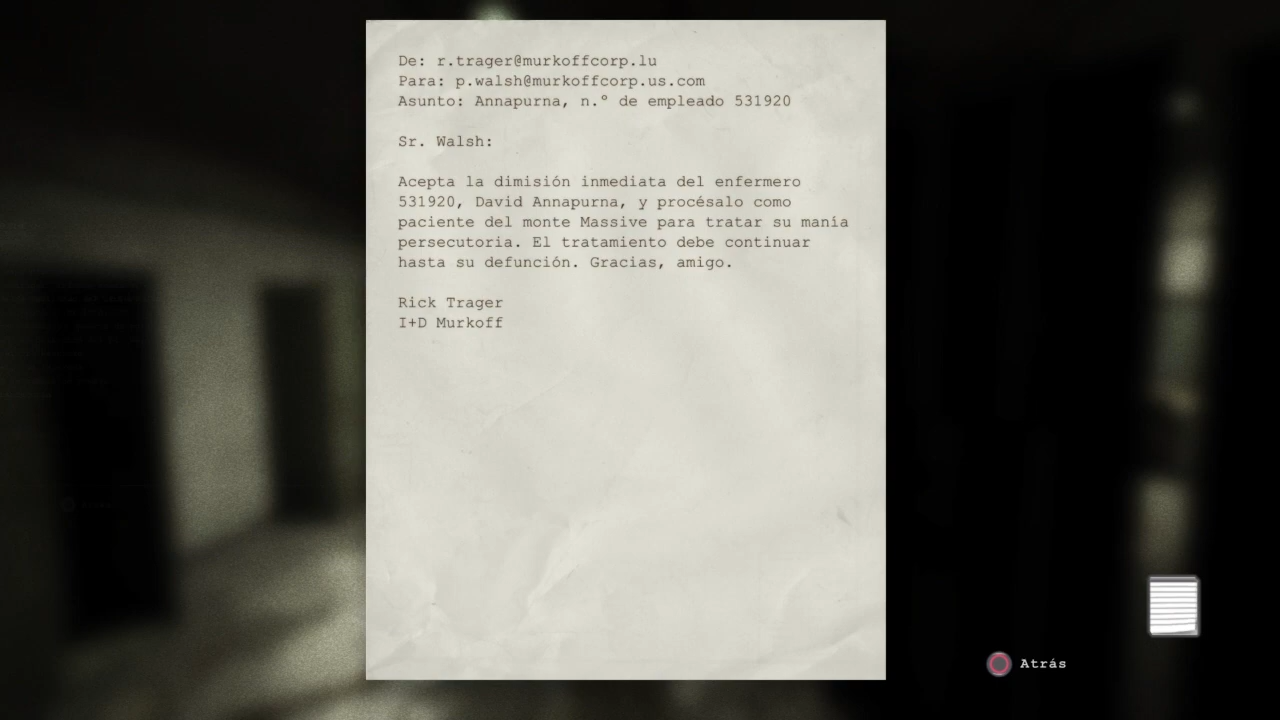 De: r.trager@murkoffcorp.lu
Para: p.walsh@murkoffcorp.us.com
Asunto: Annapurna, n.º de empleado 531920
Sr. Walsh:
Acepta la dimisión inmediata del enfermero
531920, David Annapurna, y procésalo como
paciente del monte Massive para tratar su manía
persecutoria. El tratamiento debe continuar
hasta su defunción. Gracias, amigo.
Rick Trager
I+D Murkoff
Atrás